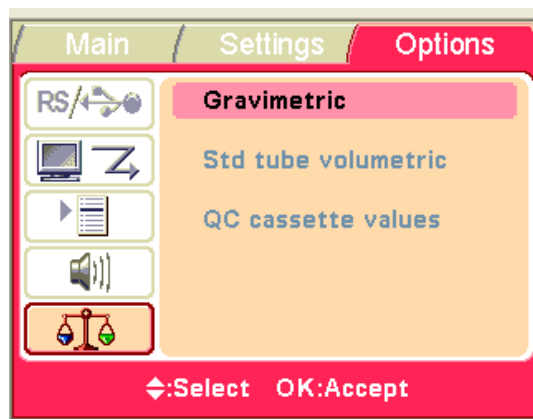 Main Settings Options
RS/
Gravimetric
Std tube volumetric
QC cassette values
:Select OK:Accept